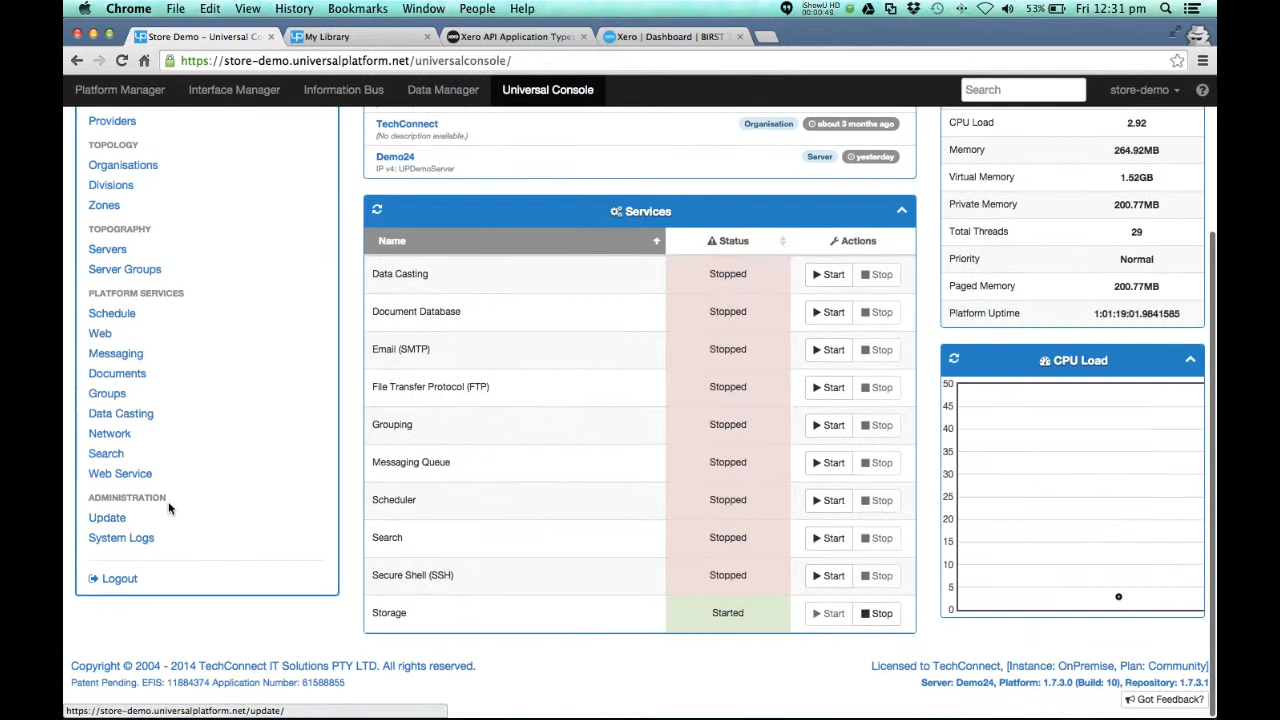 Chrome File Edit View History Bookmarks Window People Help iShowU HD 00:00:49 53% Fri 12:31 pm
Store Demo – Universal Co × My Library × Xero API Application Types × Xero | Dashboard | BIRST ×
https://store-demo.universalplatform.net/universalconsole/
Platform Manager Interface Manager Information Bus Data Manager Universal Console Search store-demo
Providers
TOPOLOGY
Organisations
Divisions
Zones
TOPOGRAPHY
Servers
Server Groups
PLATFORM SERVICES
Schedule
Web
Messaging
Documents
Groups
Data Casting
Network
Search
Web Service
ADMINISTRATION
Update
System Logs
Logout
TechConnect Organisation about 3 months ago
(No description available.)
Demo24 Server yesterday
IP v4: UPDemoServer
Services
Name Status Actions
Data Casting Stopped Start Stop
Document Database Stopped Start Stop
Email (SMTP) Stopped Start Stop
File Transfer Protocol (FTP) Stopped Start Stop
Grouping Stopped Start Stop
Messaging Queue Stopped Start Stop
Scheduler Stopped Start Stop
Search Stopped Start Stop
Secure Shell (SSH) Stopped Start Stop
Storage Started Start Stop
CPU Load 2.92
Memory 264.92MB
Virtual Memory 1.52GB
Private Memory 200.77MB
Total Threads 29
Priority Normal
Paged Memory 200.77MB
Platform Uptime 1:01:19:01.9841585
CPU Load
50
45
40
35
30
25
20
15
10
5
0
Copyright © 2004 - 2014 TechConnect IT Solutions PTY LTD. All rights reserved.
Patent Pending. EFIS: 11884374 Application Number: 61588855
Licensed to TechConnect, [Instance: OnPremise, Plan: Community]
Server: Demo24, Platform: 1.7.3.0 (Build: 10), Repository: 1.7.3.1
Got Feedback?
https://store-demo.universalplatform.net/update/